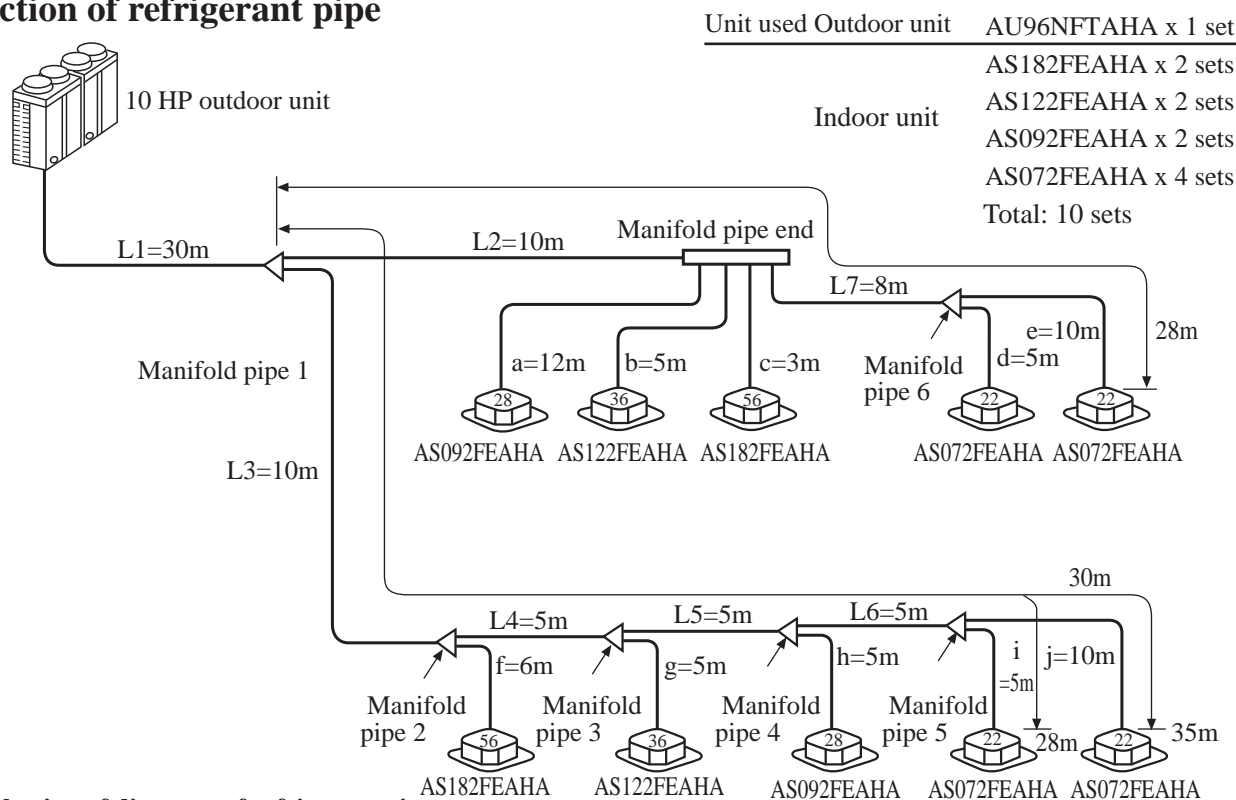 ction of refrigerant pipe
Unit used Outdoor unit AU96NFTAHA x 1 set
AS182FEAHA x 2 sets
Indoor unit
AS122FEAHA x 2 sets
AS092FEAHA x 2 sets
AS072FEAHA x 4 sets
Total: 10 sets
10 HP outdoor unit
L1=30m
L2=10m
Manifold pipe end
L7=8m
28m
Manifold pipe 1
a=12m
b=5m
c=3m
Manifold
pipe 6
d=5m
e=10m
28
36
56
22
22
AS092FEAHA AS122FEAHA AS182FEAHA AS072FEAHA AS072FEAHA
L3=10m
30m
L4=5m
L5=5m
L6=5m
f=6m
g=5m
h=5m
i
=5m
j=10m
Manifold
pipe 2
Manifold
pipe 3
Manifold
pipe 4
Manifold
pipe 5
56
36
28
22
28m
22
35m
AS182FEAHA AS122FEAHA AS092FEAHA AS072FEAHA AS072FEAHA